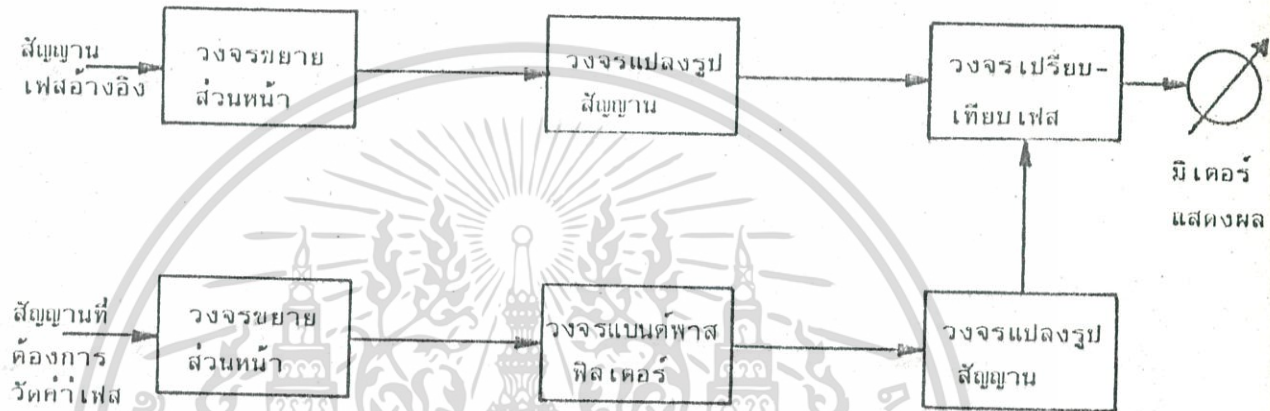 สัญญาน
เฟสอ้างอิง
วงจรขยาย
ส่วนหน้า
วงจรแปลงรูป
สัญญาน
วงจร เปรียบ-
เทียบ เฟส
มิ เตอร์
แสดงผล
สัญญานที่
ต้องการ
วัดค่า เฟส
วงจรขยาย
ส่วนหน้า
วงจรแบนด์พาส
ฟิล เตอร์
วงจรแปลงรูป
สัญญาน